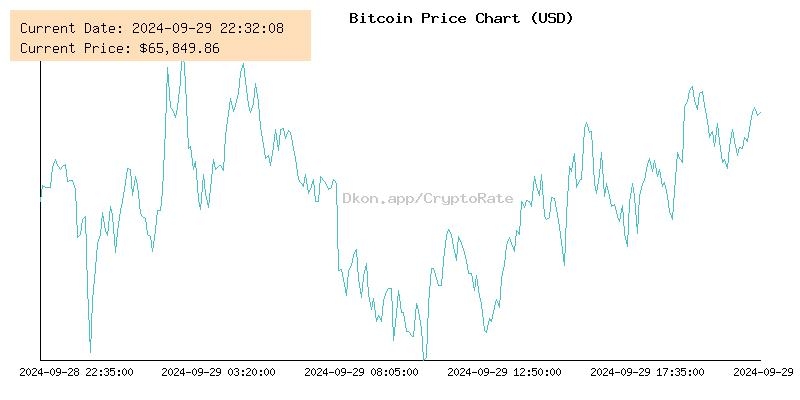 Bitcoin Price Chart (USD)
Current Date: 2024-09-29 22:32:08
Current Price: $65,849.86
Dkon.app/CryptoRate
2024-09-28 22:35:00 2024-09-29 03:20:00 2024-09-29 08:05:00 2024-09-29 12:50:00 2024-09-29 17:35:00 2024-09-29